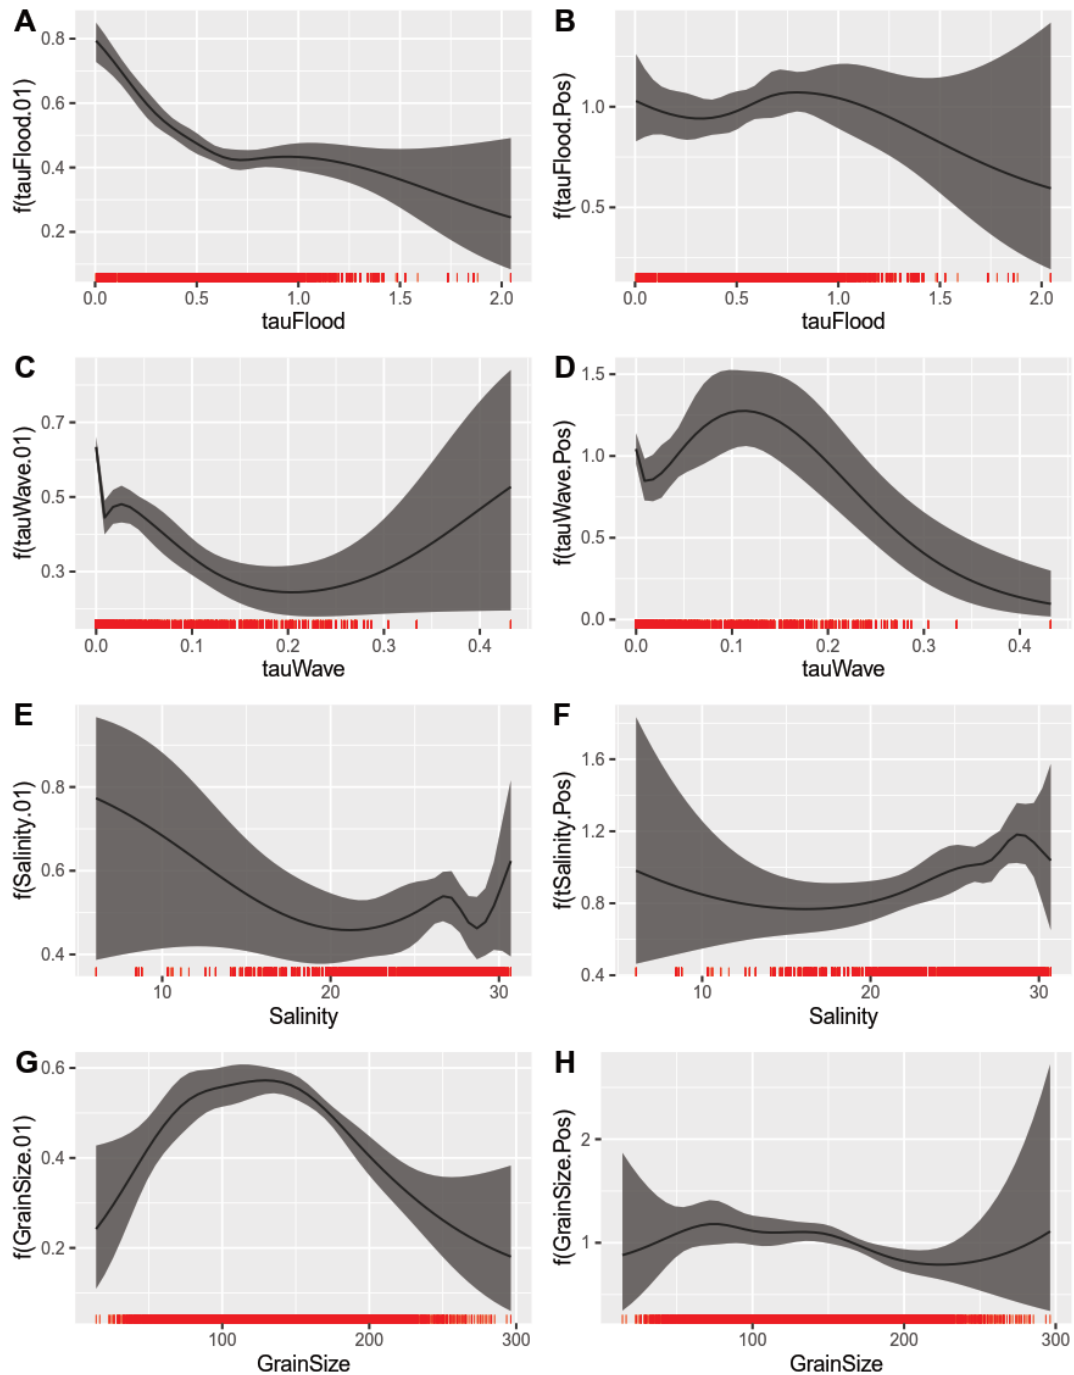 A
B
f(tauFlood.01)
0.8
0.6
0.4
0.2
0.0 0.5 1.0 1.5 2.0
tauFlood
f(tauFlood.Pos)
1.0
0.5
0.0 0.5 1.0 1.5 2.0
tauFlood
C
D
f(tauWave.01)
0.7
0.5
0.3
0.0 0.1 0.2 0.3 0.4
tauWave
f(tauWave.Pos)
1.5
1.0
0.5
0.0
0.0 0.1 0.2 0.3 0.4
tauWave
E
F
f(Salinity.01)
0.8
0.6
0.4
10 20 30
Salinity
f(tSalinity.Pos)
1.6
1.2
0.8
0.4
10 20 30
Salinity
G
H
f(GrainSize.01)
0.6
0.4
0.2
100 200 300
GrainSize
f(GrainSize.Pos)
2
1
100 200 300
GrainSize